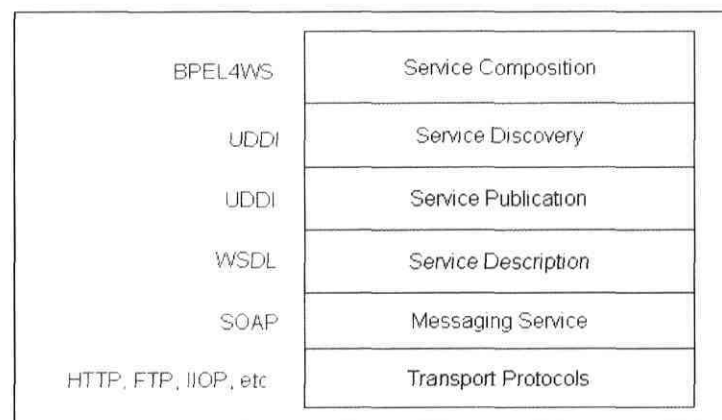 BPEL4WS Service Composition
UDDI Service Discovery
UDDI Service Publication
WSDL Service Description
SOAP Messaging Service
HTTP, FTP, IIOP, etc Transport Protocols